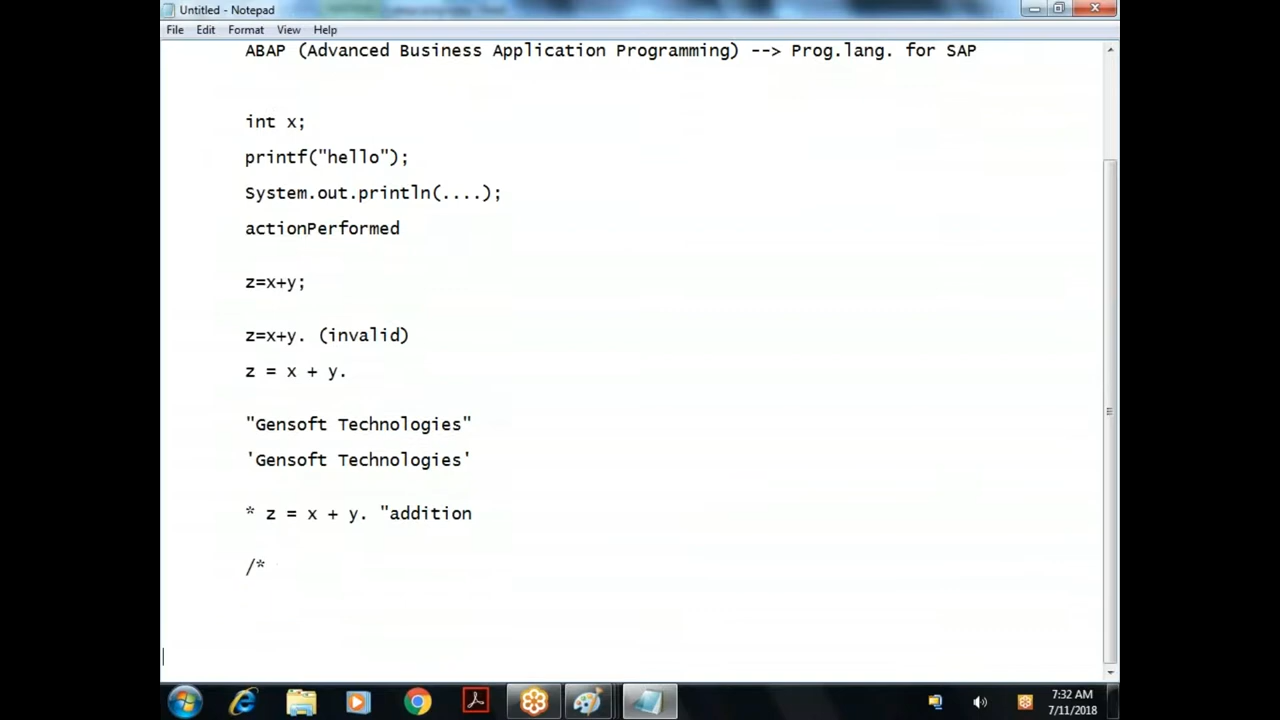 Untitled - Notepad
File Edit Format View Help
ABAP (Advanced Business Application Programming) --> Prog.lang. for SAP
int x;
printf("hello");
System.out.println(....);
actionPerformed
z=x+y;
z=x+y. (invalid)
z = x + y.
"Gensoft Technologies"
'Gensoft Technologies'
* z = x + y. "addition
/*
7:32 AM
7/11/2018